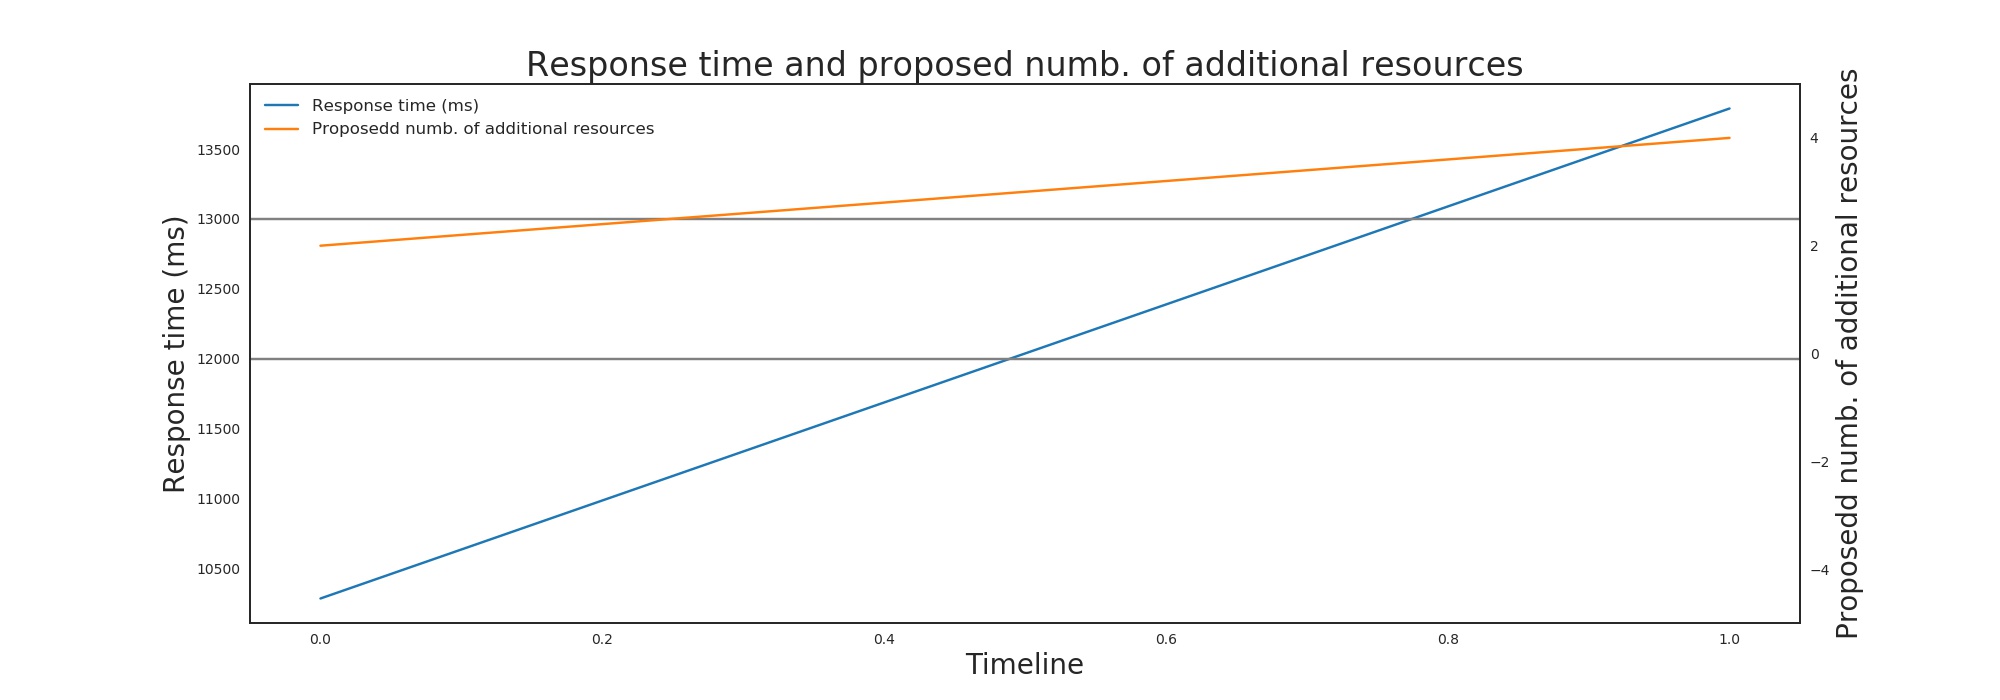 Response time and proposed numb. of additional resources
Response time (ms)
Proposedd numb. of additional resources
13500
13000
12500
12000
11500
11000
10500
Response time (ms)
4
2
0
−2
−4
Proposedd numb. of additional resources
0.0 0.2 0.4 0.6 0.8 1.0
Timeline